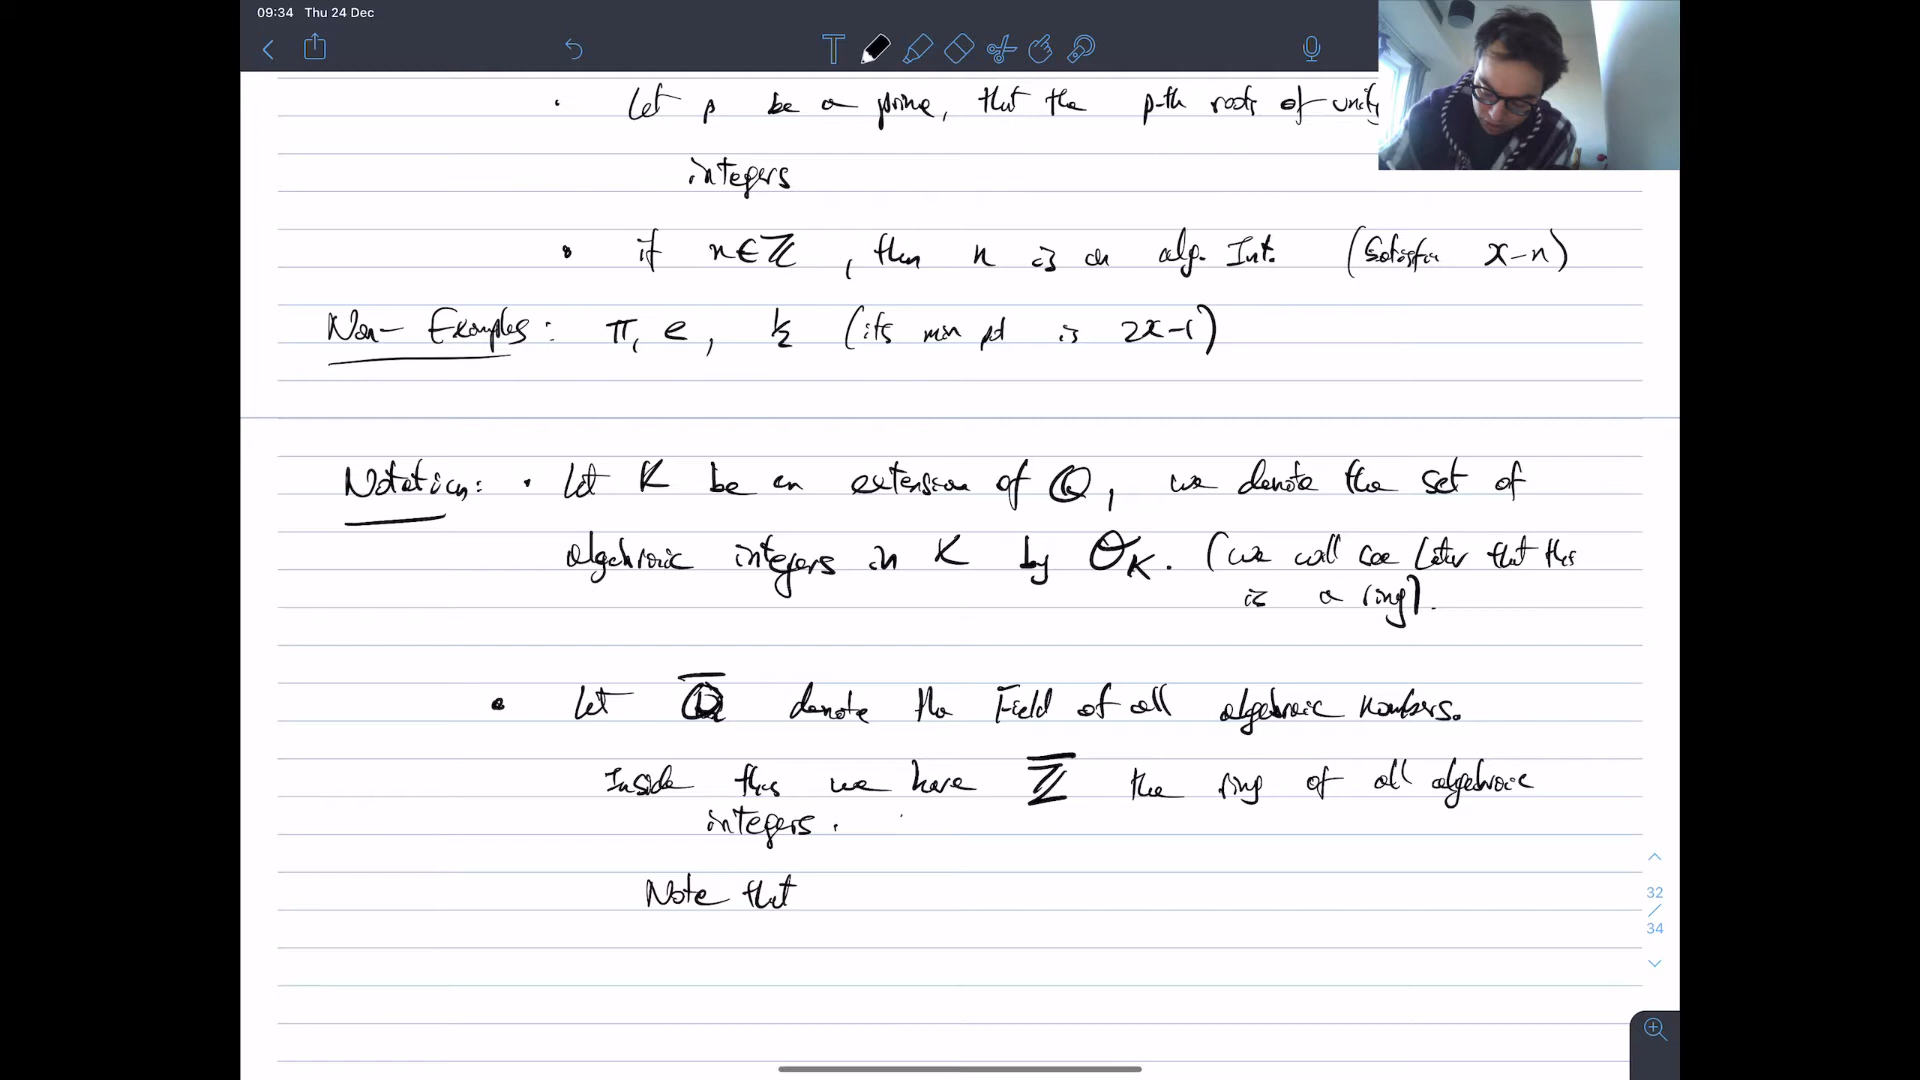 09:34 Thu 24 Dec
T
· Let p be a prime, that the p-th roots of unity
integers
• if n∈ℤ, then n is an alg. Int. (Satisfies x-n)
Non-Examples: π, e, 1/2 (its min pol is 2x-1)
Notation: · Let K be an extension of ℚ, we denote the set of
algebraic integers in K by 𝒪_K. (we will see later that this
is a ring).
• Let ℚ̅ denote the Field of all algebraic numbers.
Inside this we have ℤ̅ the ring of all algebraic
integers.
Note that
32
/
34